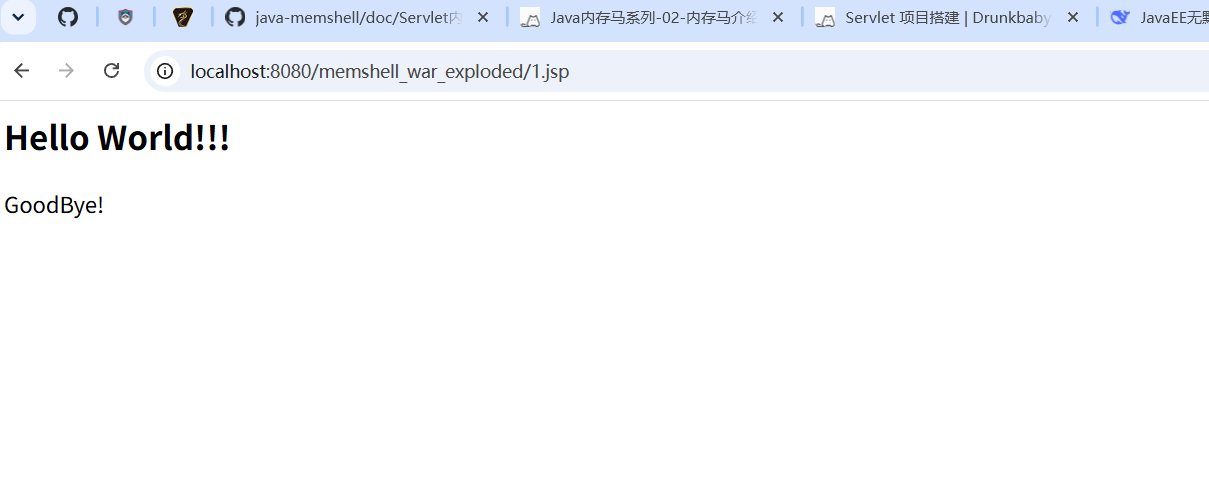 java-memshell/doc/Servlet内
Java内存马系列-02-内存马介绍
Servlet 项目搭建 | Drunkbaby
JavaEE无
localhost:8080/memshell_war_exploded/1.jsp
Hello World!!!
GoodBye!